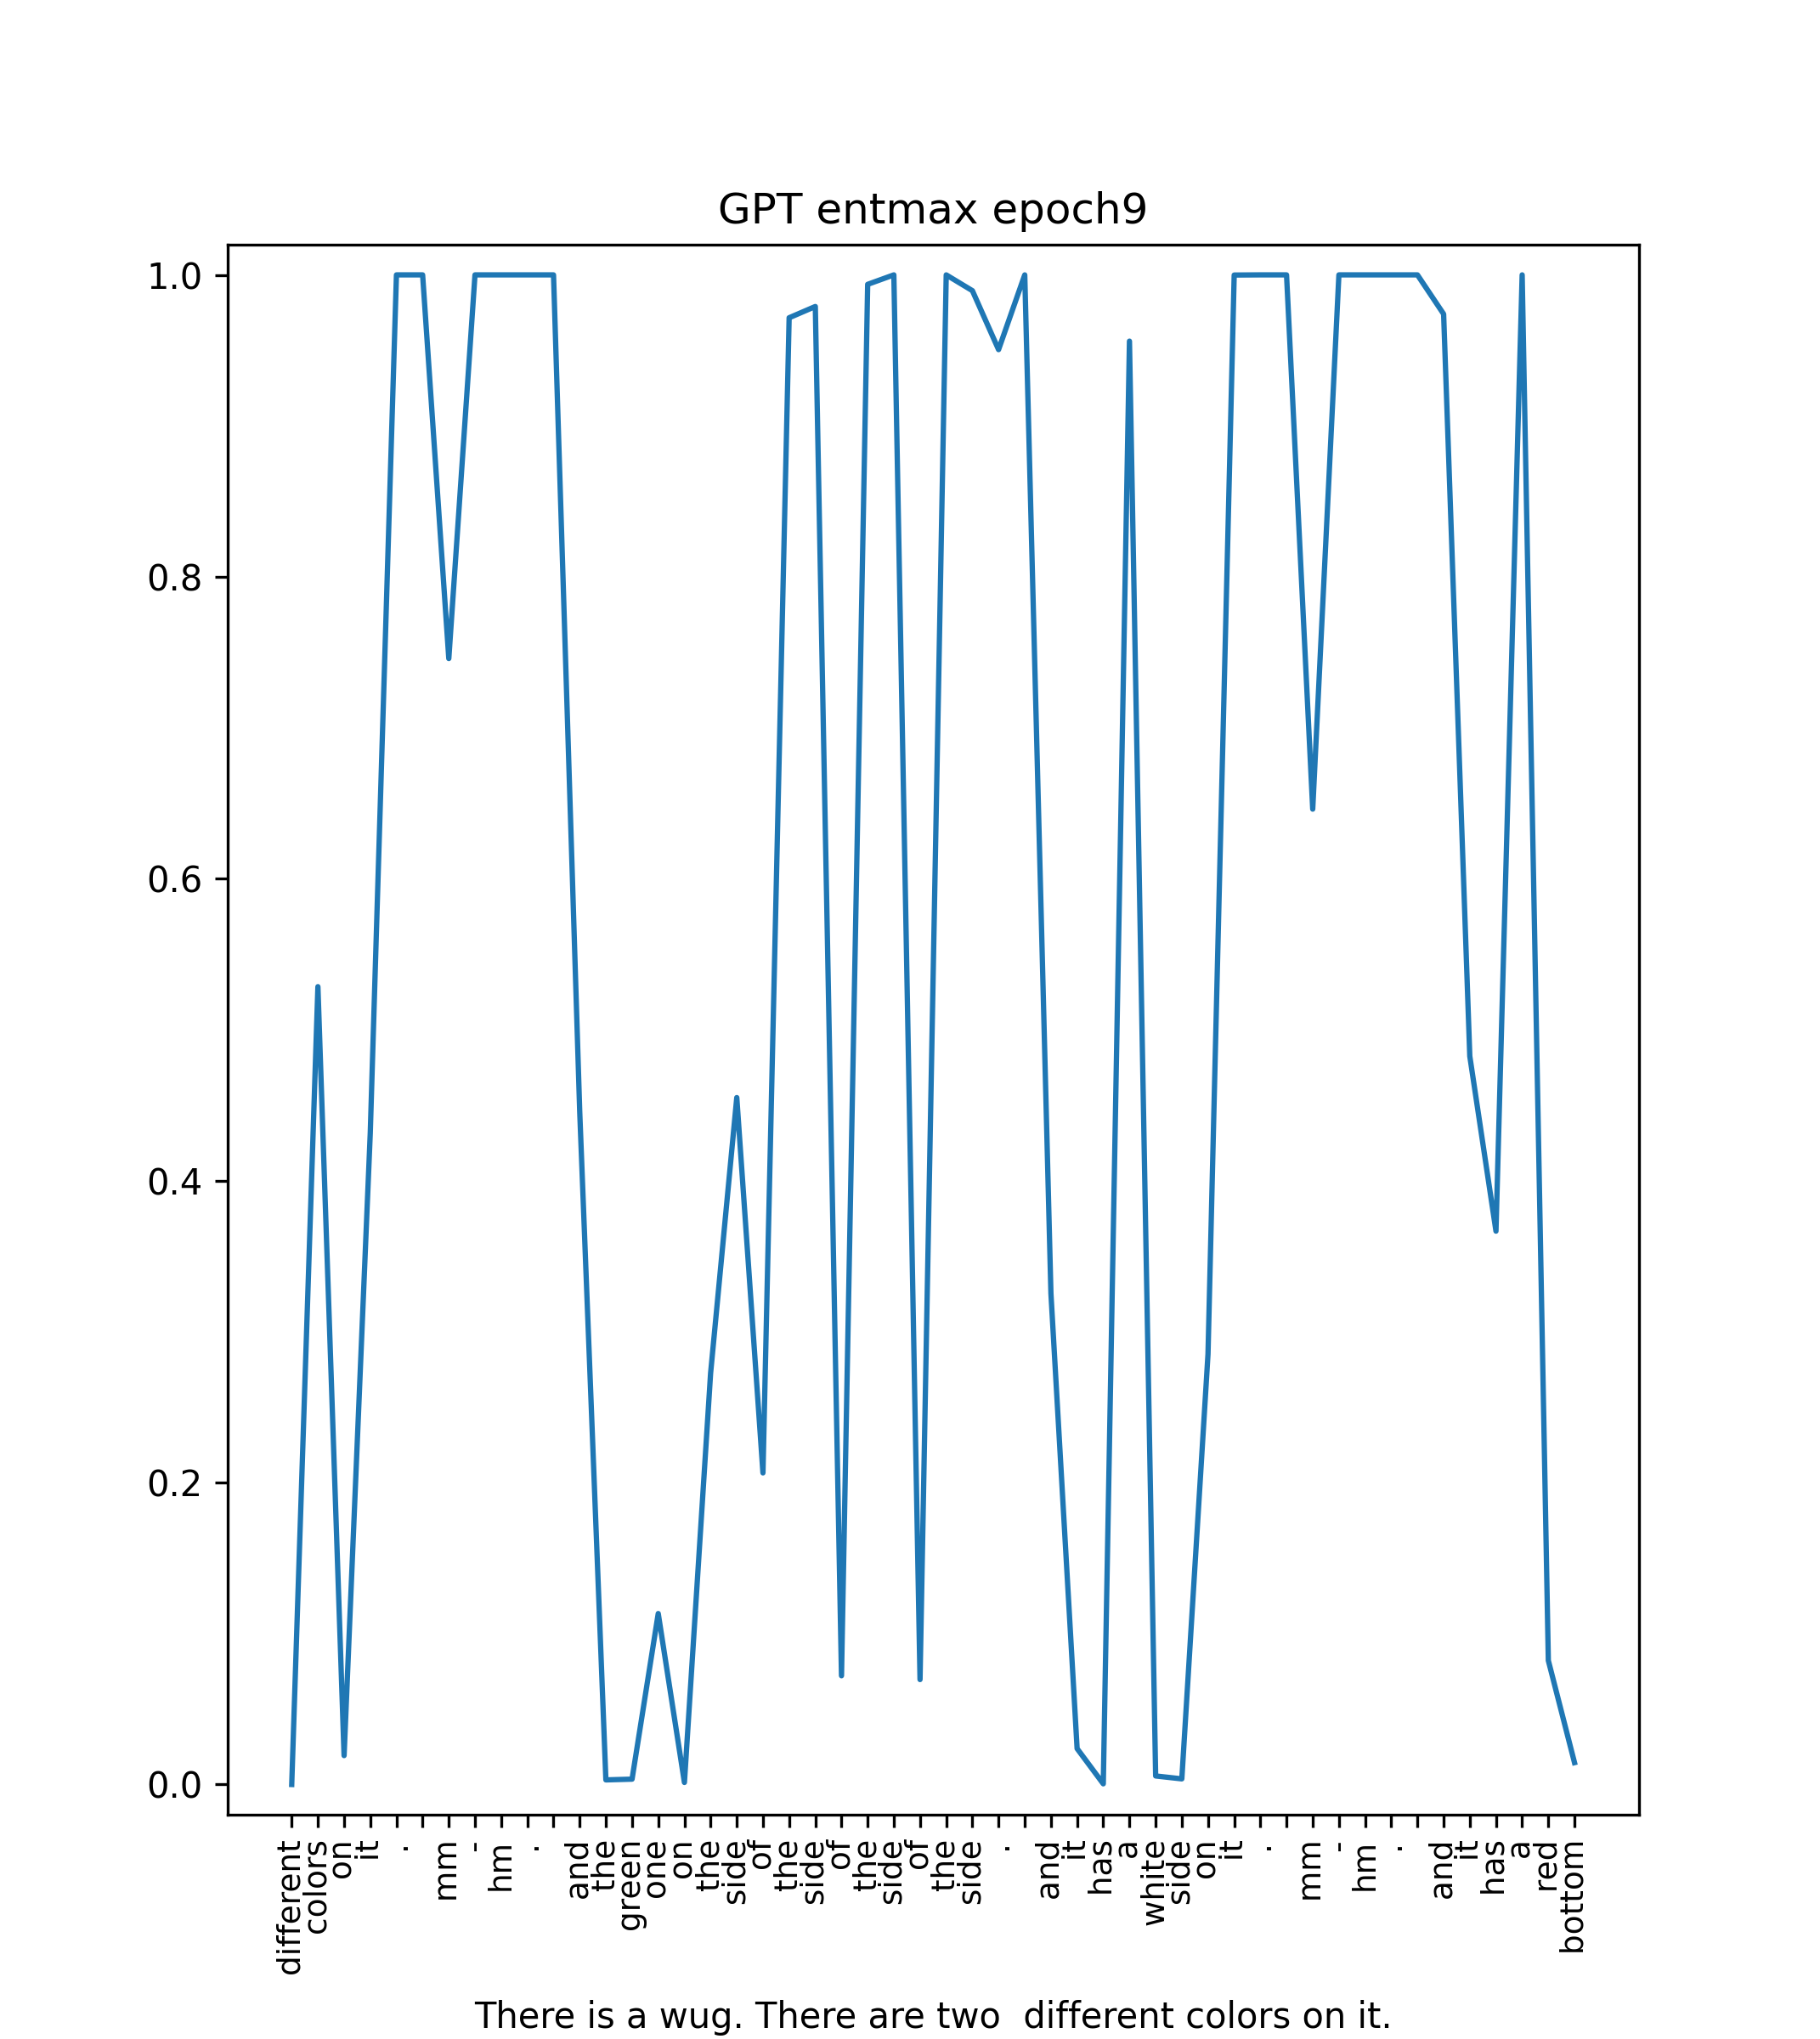 GPT entmax epoch9
1.0
0.8
0.6
0.4
0.2
0.0
different
colors
on
it
.
mm
-
hm
.
and
the
green
one
on
the
side
of
the
side
of
the
side
of
the
side
.
and
it
has
a
white
side
on
it
.
mm
-
hm
.
and
it
has
a
red
bottom
There is a wug. There are two  different colors on it.